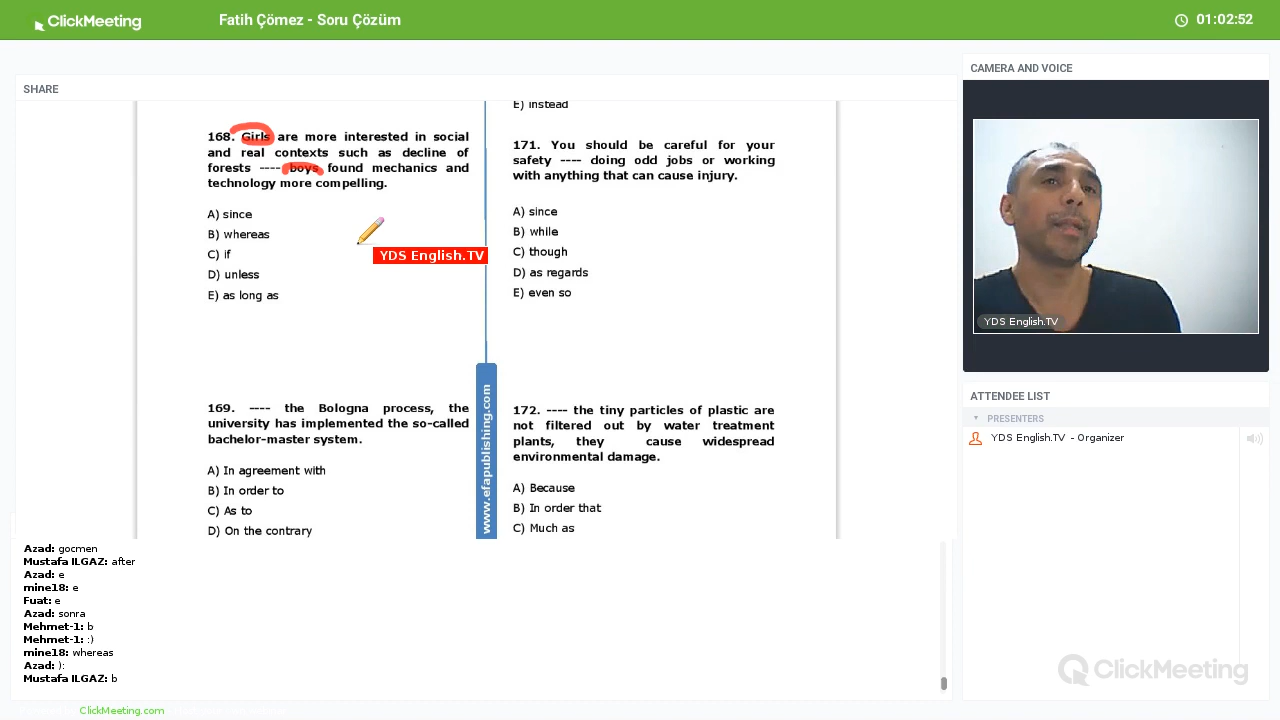 ClickMeeting
Fatih Çömez - Soru Çözüm
01:02:52
SHARE
168. Girls are more interested in social
and real contexts such as decline of
forests ---- boys found mechanics and
technology more compelling.
A) since
B) whereas
C) if
D) unless
E) as long as
YDS English.TV
169. ---- the Bologna process, the
university has implemented the so-called
bachelor-master system.
A) In agreement with
B) In order to
C) As to
D) On the contrary
www.efapublishing.com
E) instead
171. You should be careful for your
safety ---- doing odd jobs or working
with anything that can cause injury.
A) since
B) while
C) though
D) as regards
E) even so
172. ---- the tiny particles of plastic are
not filtered out by water treatment
plants, they cause widespread
environmental damage.
A) Because
B) In order that
C) Much as
CAMERA AND VOICE
YDS English.TV
ATTENDEE LIST
PRESENTERS
YDS English.TV - Organizer
Azad: gocmen
Mustafa ILGAZ: after
Azad: e
mine18: e
Fuat: e
Azad: sonra
Mehmet-1: b
Mehmet-1: :)
mine18: whereas
Azad: ):
Mustafa ILGAZ: b
ClickMeeting
ClickMeeting.com